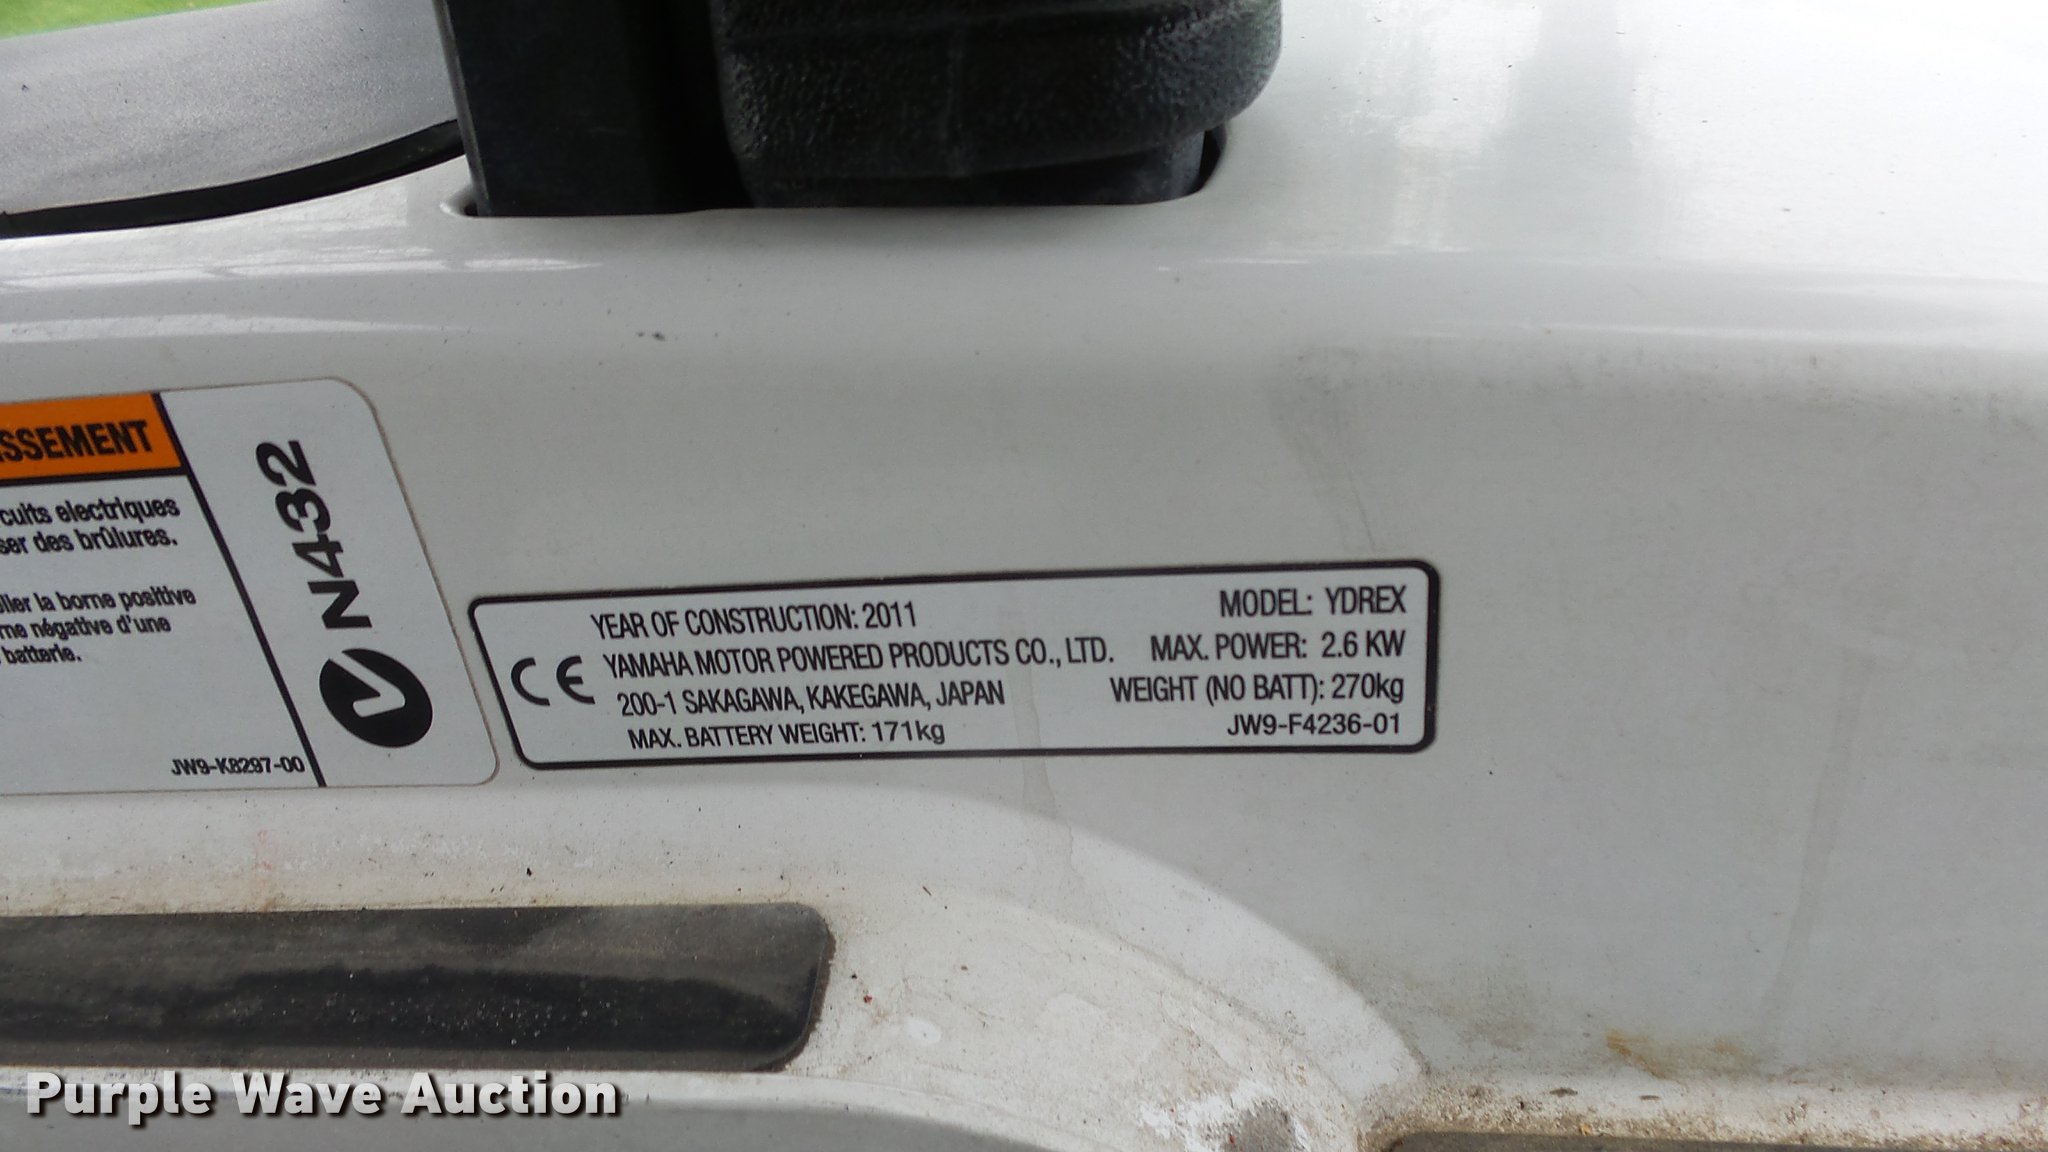 SSEMENT
cuits electriques
ser des brûlures.
la borne positive
négative d'une
batterie.
JW9-K8297-00
N432
YEAR OF CONSTRUCTION: 2011
YAMAHA MOTOR POWERED PRODUCTS CO., LTD.
200-1 SAKAGAWA, KAKEGAWA, JAPAN
MAX. BATTERY WEIGHT: 171kg
CE
MODEL: YDREX
MAX. POWER: 2.6 KW
WEIGHT (NO BATT): 270kg
JW9-F4236-01
Purple Wave Auction